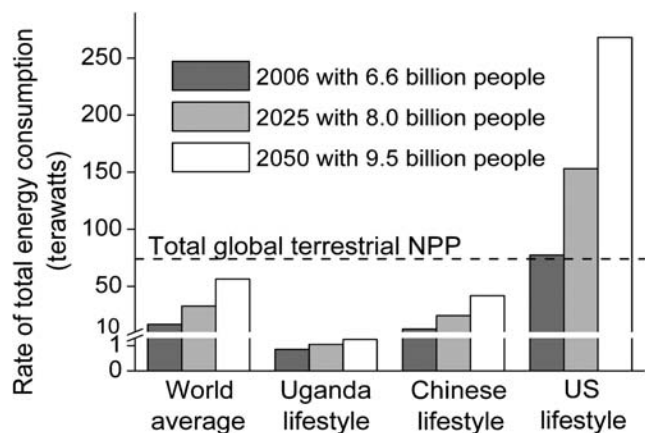 Rate of total energy consumption
(terawatts)
250
200
150
100
50
10
1
0
2006 with 6.6 billion people
2025 with 8.0 billion people
2050 with 9.5 billion people
Total global terrestrial NPP
World
average
Uganda
lifestyle
Chinese
lifestyle
US
lifestyle